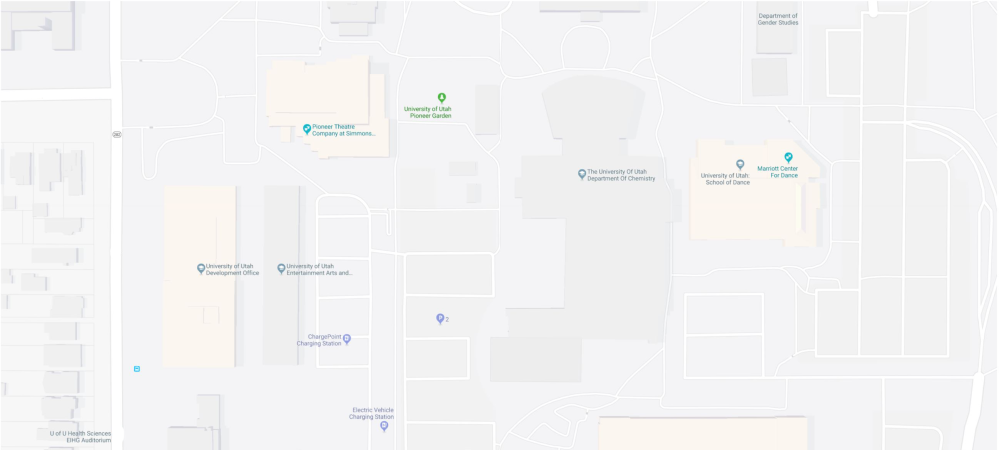 Department of
Gender Studies
University of Utah
Pioneer Garden
Pioneer Theatre
Company at Simmons...
The University Of Utah
Department Of Chemistry
University of Utah:
School of Dance
Marriott Center
For Dance
University of Utah
Development Office
University of Utah
Entertainment Arts and...
2
ChargePoint
Charging Station
Electric Vehicle
Charging Station
U of U Health Sciences
EIHG Auditorium